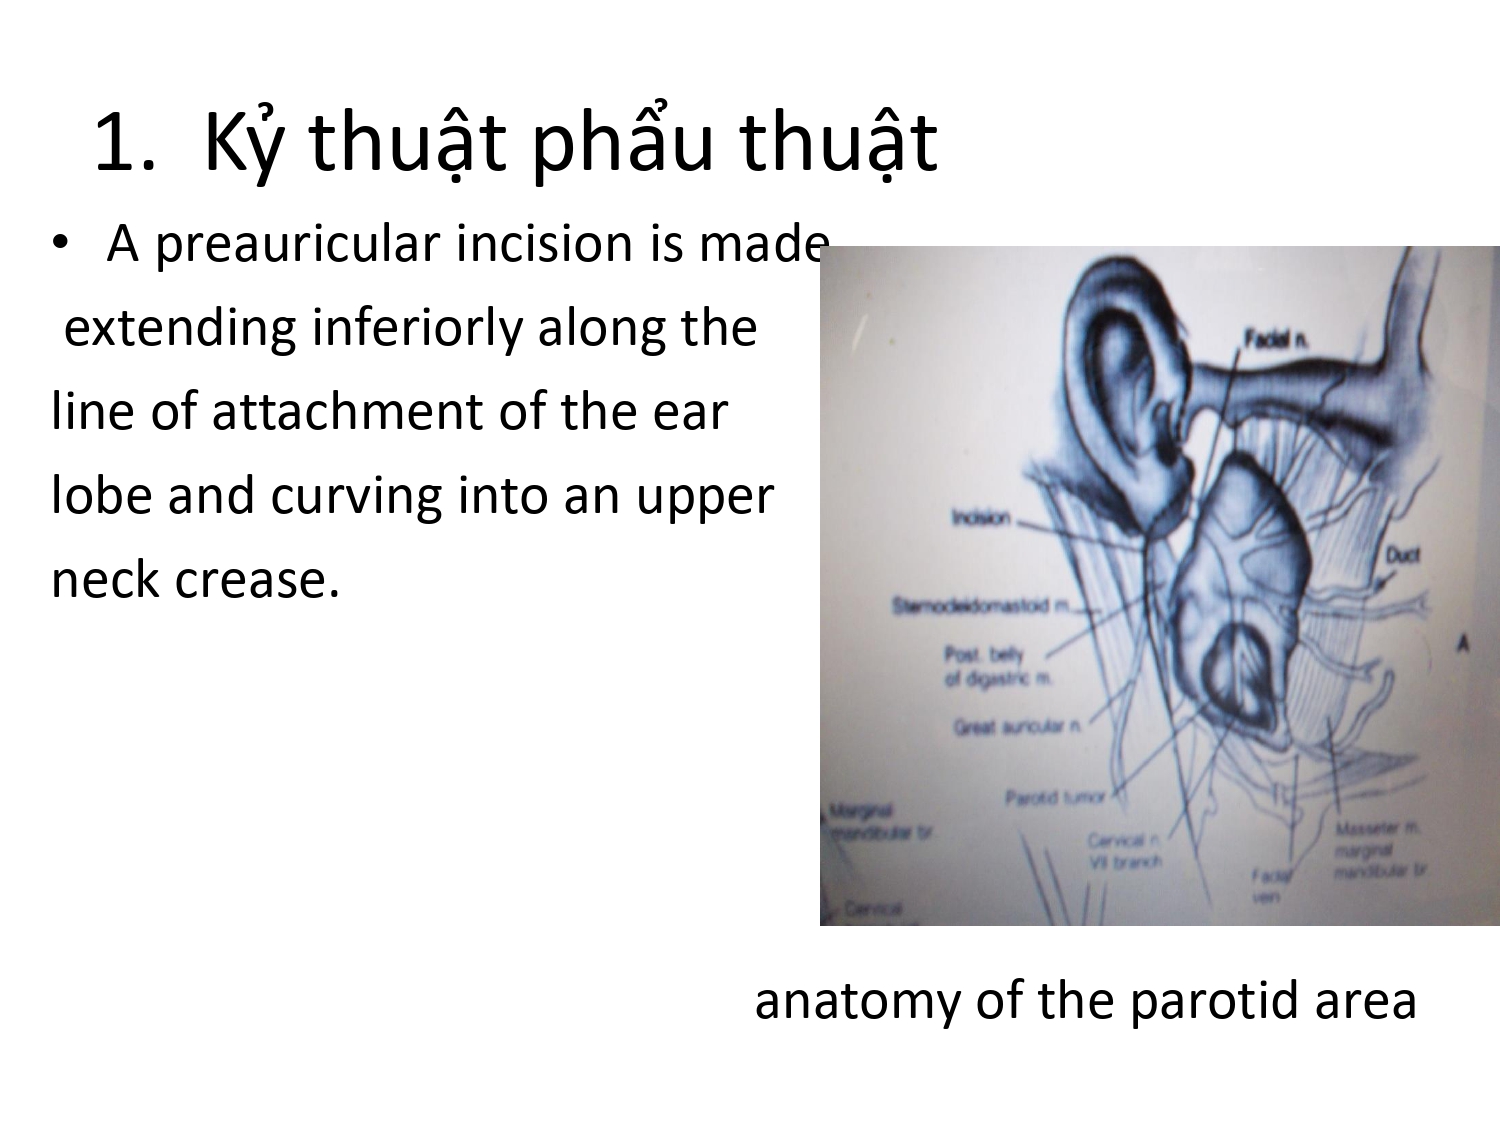 1. Kỷ thuật phẩu thuật
• A preauricular incision is made
extending inferiorly along the
line of attachment of the ear
lobe and curving into an upper
neck crease.
Facial n.
Incision
Duct
Sternocleidomastoid m.
A
Post. belly
of digastric m.
Great auricular n.
Parotid tumor
Marginal
mandibular br.
Cervical n.
VII branch
Masseter m.
marginal
mandibular br.
Facial
vein
Cervical
anatomy of the parotid area